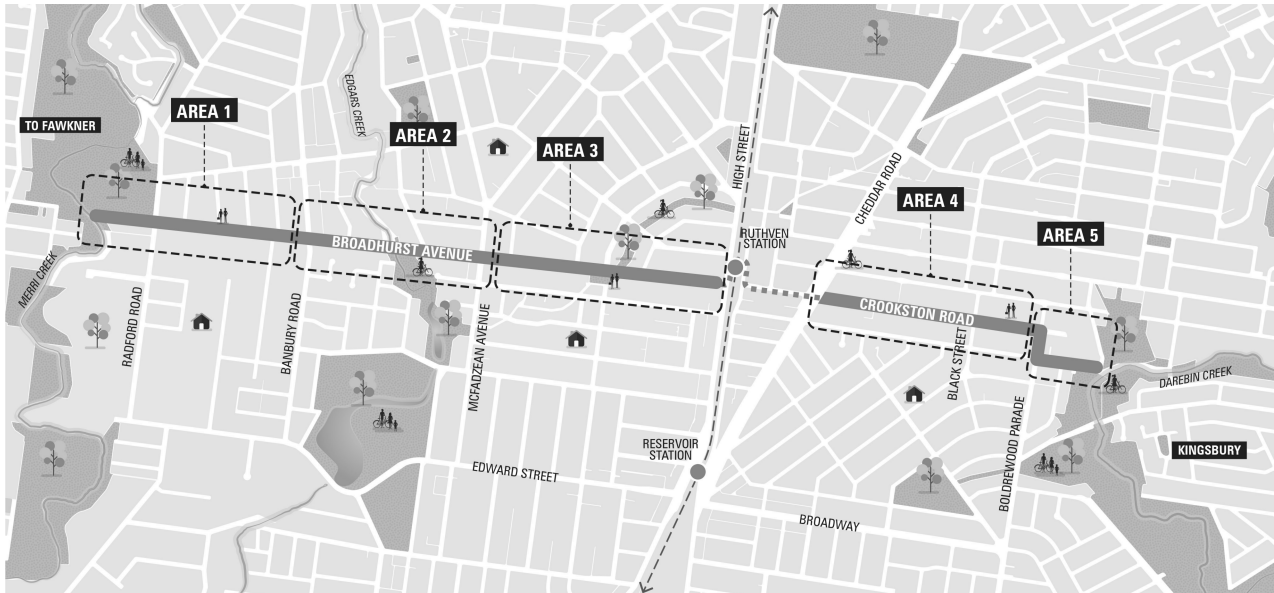 TO FAWKNER
AREA 1
EDGARS CREEK
AREA 2
AREA 3
HIGH STREET
CHEDDAR ROAD
AREA 4
AREA 5
RUTHVEN
STATION
BROADHURST AVENUE
MERRI CREEK
RADFORD ROAD
BANBURY ROAD
MCFADZEAN AVENUE
CROOKSTON ROAD
BLACK STREET
DAREBIN CREEK
BOLDREWOOD PARADE
KINGSBURY
RESERVOIR
STATION
EDWARD STREET
BROADWAY